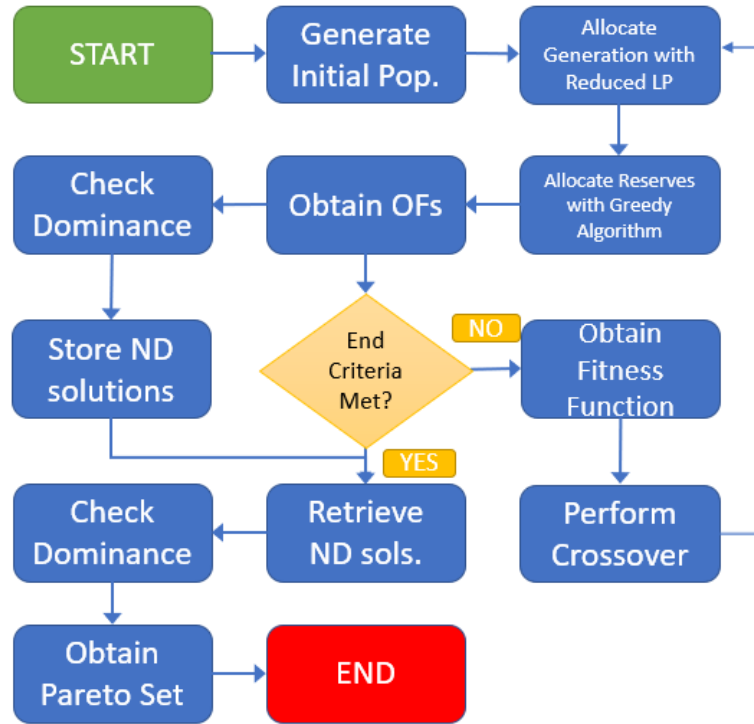 START
Generate
Initial Pop.
Allocate
Generation with
Reduced LP
Check
Dominance
Obtain OFs
Allocate Reserves
with Greedy
Algorithm
Store ND
solutions
End
Criteria
Met?
NO
Obtain
Fitness
Function
YES
Check
Dominance
Retrieve
ND sols.
Perform
Crossover
Obtain
Pareto Set
END